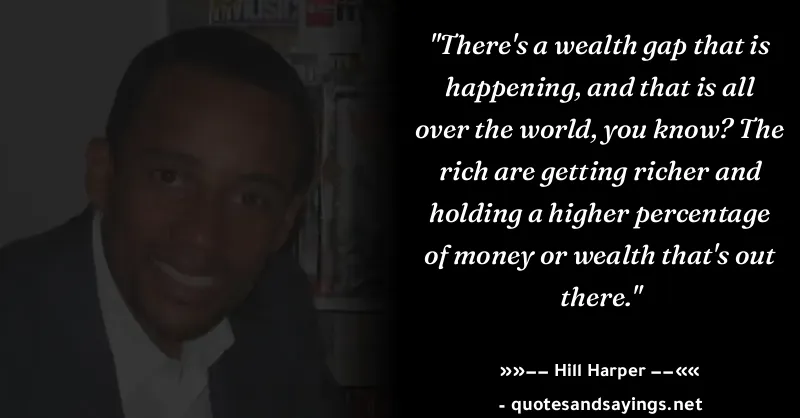 MUSIC
"There's a wealth gap that is
happening, and that is all
over the world, you know? The
rich are getting richer and
holding a higher percentage
of money or wealth that's out
there."
»»−− Hill Harper −−««
- quotesandsayings.net